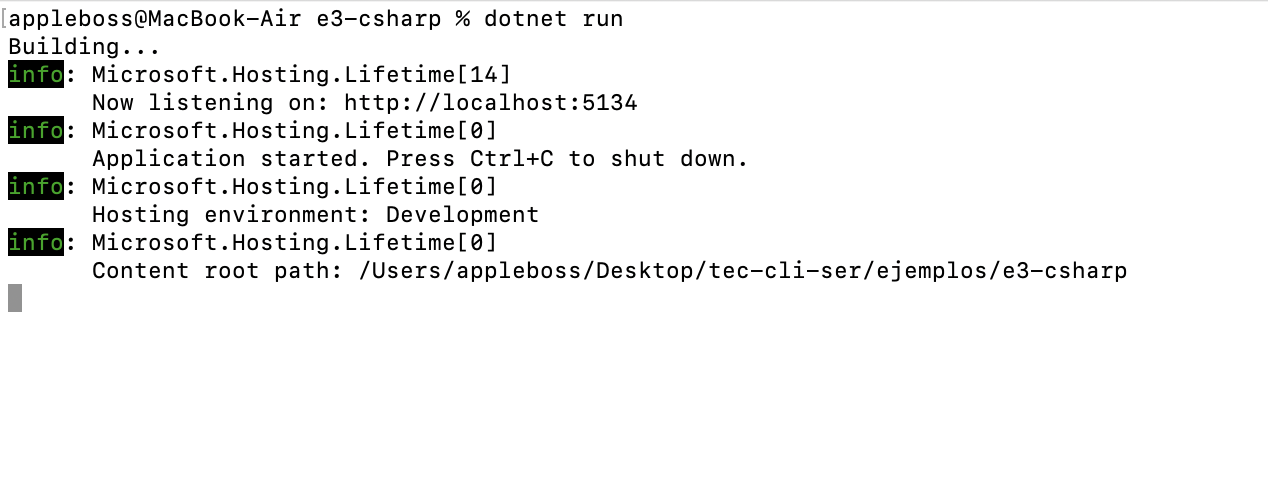 [appleboss@MacBook-Air e3-csharp % dotnet run
Building...
info: Microsoft.Hosting.Lifetime[14]
      Now listening on: http://localhost:5134
info: Microsoft.Hosting.Lifetime[0]
      Application started. Press Ctrl+C to shut down.
info: Microsoft.Hosting.Lifetime[0]
      Hosting environment: Development
info: Microsoft.Hosting.Lifetime[0]
      Content root path: /Users/appleboss/Desktop/tec-cli-ser/ejemplos/e3-csharp